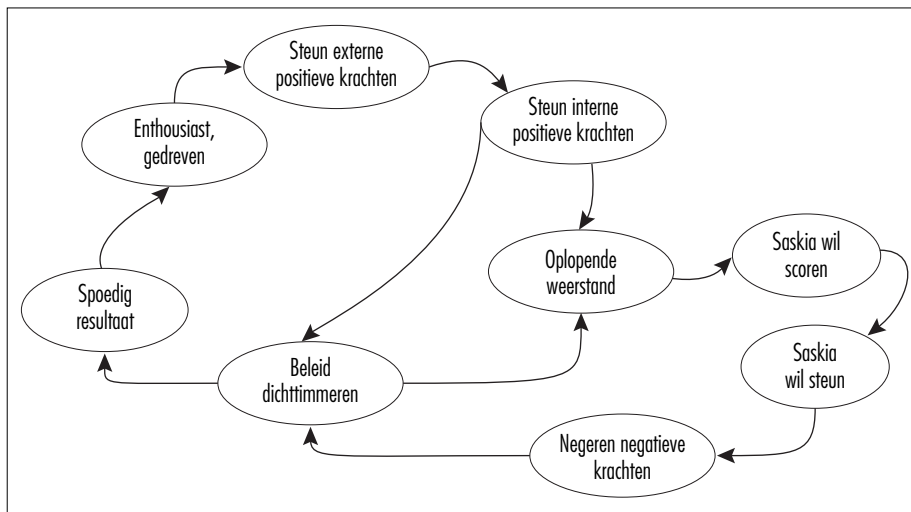 Steun externe
positieve krachten
Steun interne
positieve krachten
Enthousiast,
gedreven
Oplopende
weerstand
Saskia wil
scoren
Spoedig
resultaat
Saskia
wil steun
Beleid
dichttimmeren
Negeren negatieve
krachten